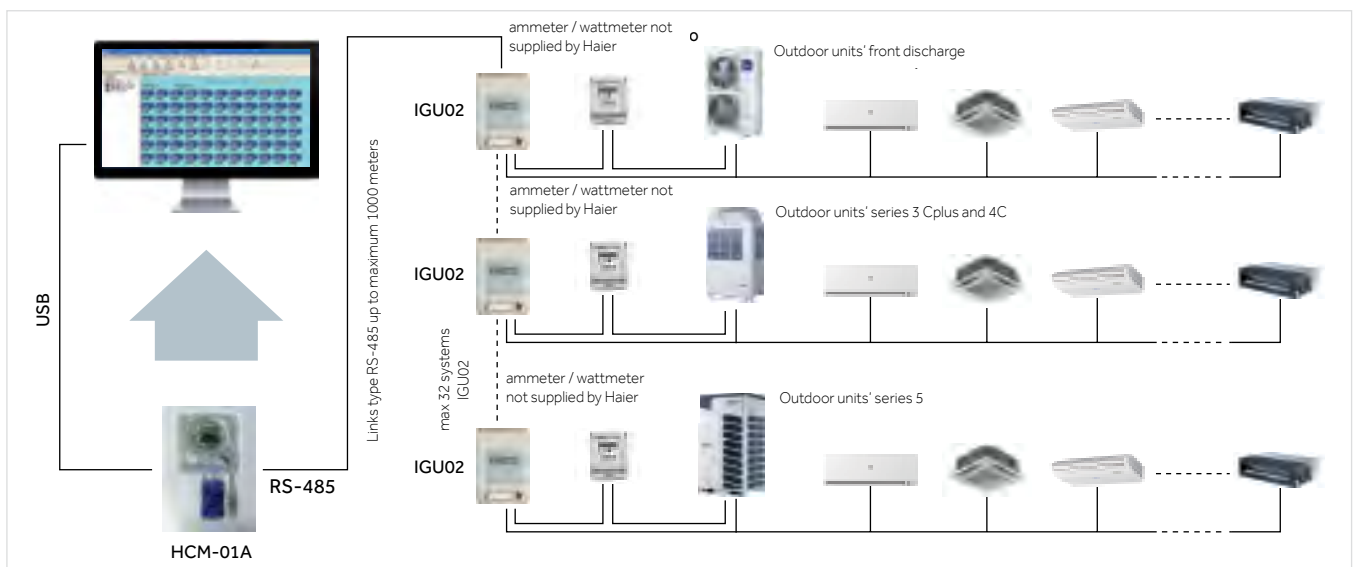 ammeter / wattmeter not
supplied by Haier
o
Outdoor units' front discharge
IGU02
ammeter / wattmeter not
supplied by Haier
Outdoor units' series 3 Cplus and 4C
IGU02
USB
Links type RS-485 up to maximum 1000 meters
max 32 systems
IGU02
ammeter / wattmeter
not supplied by Haier
Outdoor units' series 5
IGU02
RS-485
HCM-01A